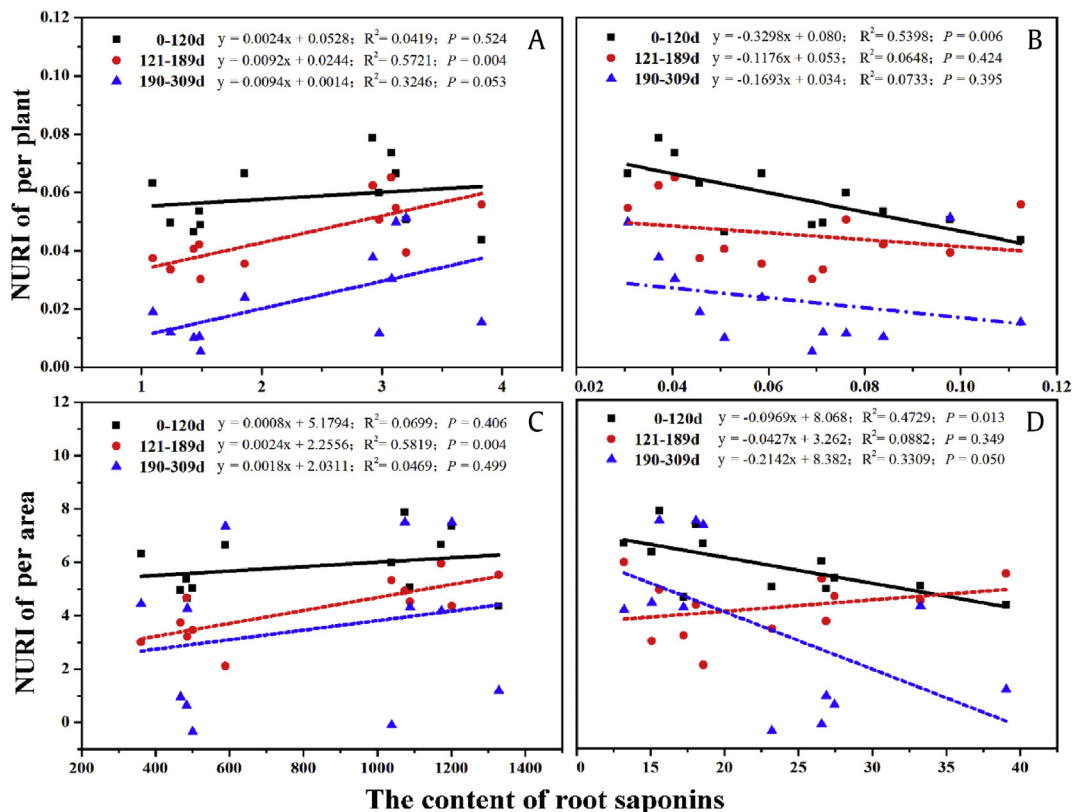 NURI of per plant
0.12
0.10
0.08
0.06
0.04
0.02
0.00
0-120d y = 0.0024x + 0.0528; R²= 0.0419; P = 0.524
121-189d y = 0.0092x + 0.0244; R²= 0.5721; P = 0.004
190-309d y = 0.0094x + 0.0014; R²= 0.3246; P = 0.053
A
1 2 3 4
0-120d y = -0.3298x + 0.080; R²= 0.5398; P = 0.006
121-189d y = -0.1176x + 0.053; R²= 0.0648; P = 0.424
190-309d y = -0.1693x + 0.034; R²= 0.0733; P = 0.395
B
0.02 0.04 0.06 0.08 0.10 0.12
NURI of per area
12
10
8
6
4
2
0
0-120d y = 0.0008x + 5.1794; R²= 0.0699; P = 0.406
121-189d y = 0.0024x + 2.2556; R²= 0.5819; P = 0.004
190-309d y = 0.0018x + 2.0311; R²= 0.0469; P = 0.499
C
200 400 600 800 1000 1200 1400
0-120d y = -0.0969x + 8.068; R²= 0.4729; P = 0.013
121-189d y = -0.0427x + 3.262; R²= 0.0882; P = 0.349
190-309d y = -0.2142x + 8.382; R²= 0.3309; P = 0.050
D
15 20 25 30 35 40
The content of root saponins